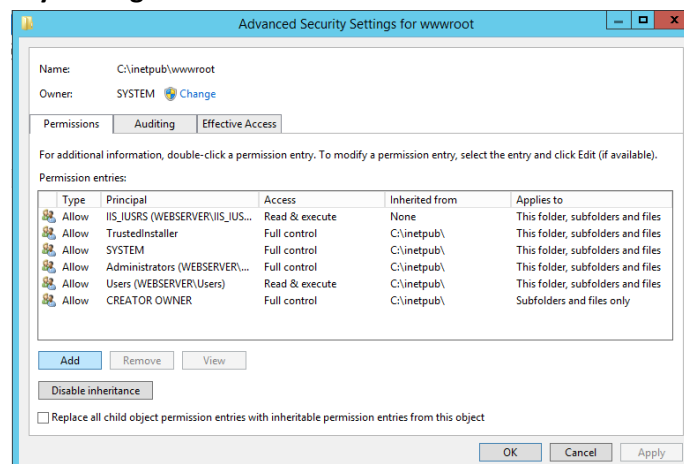 Advanced Security Settings for wwwroot
Name: C:\inetpub\wwwroot
Owner: SYSTEM Change
Permissions Auditing Effective Access
For additional information, double-click a permission entry. To modify a permission entry, select the entry and click Edit (if available).
Permission entries:
Type Principal Access Inherited from Applies to
Allow IIS_IUSRS (WEBSERVER\IIS_IUS... Read & execute None This folder, subfolders and files
Allow TrustedInstaller Full control C:\inetpub\ This folder, subfolders and files
Allow SYSTEM Full control C:\inetpub\ This folder, subfolders and files
Allow Administrators (WEBSERVER\... Full control C:\inetpub\ This folder, subfolders and files
Allow Users (WEBSERVER\Users) Read & execute C:\inetpub\ This folder, subfolders and files
Allow CREATOR OWNER Full control C:\inetpub\ Subfolders and files only
Add Remove View
Disable inheritance
Replace all child object permission entries with inheritable permission entries from this object
OK Cancel Apply